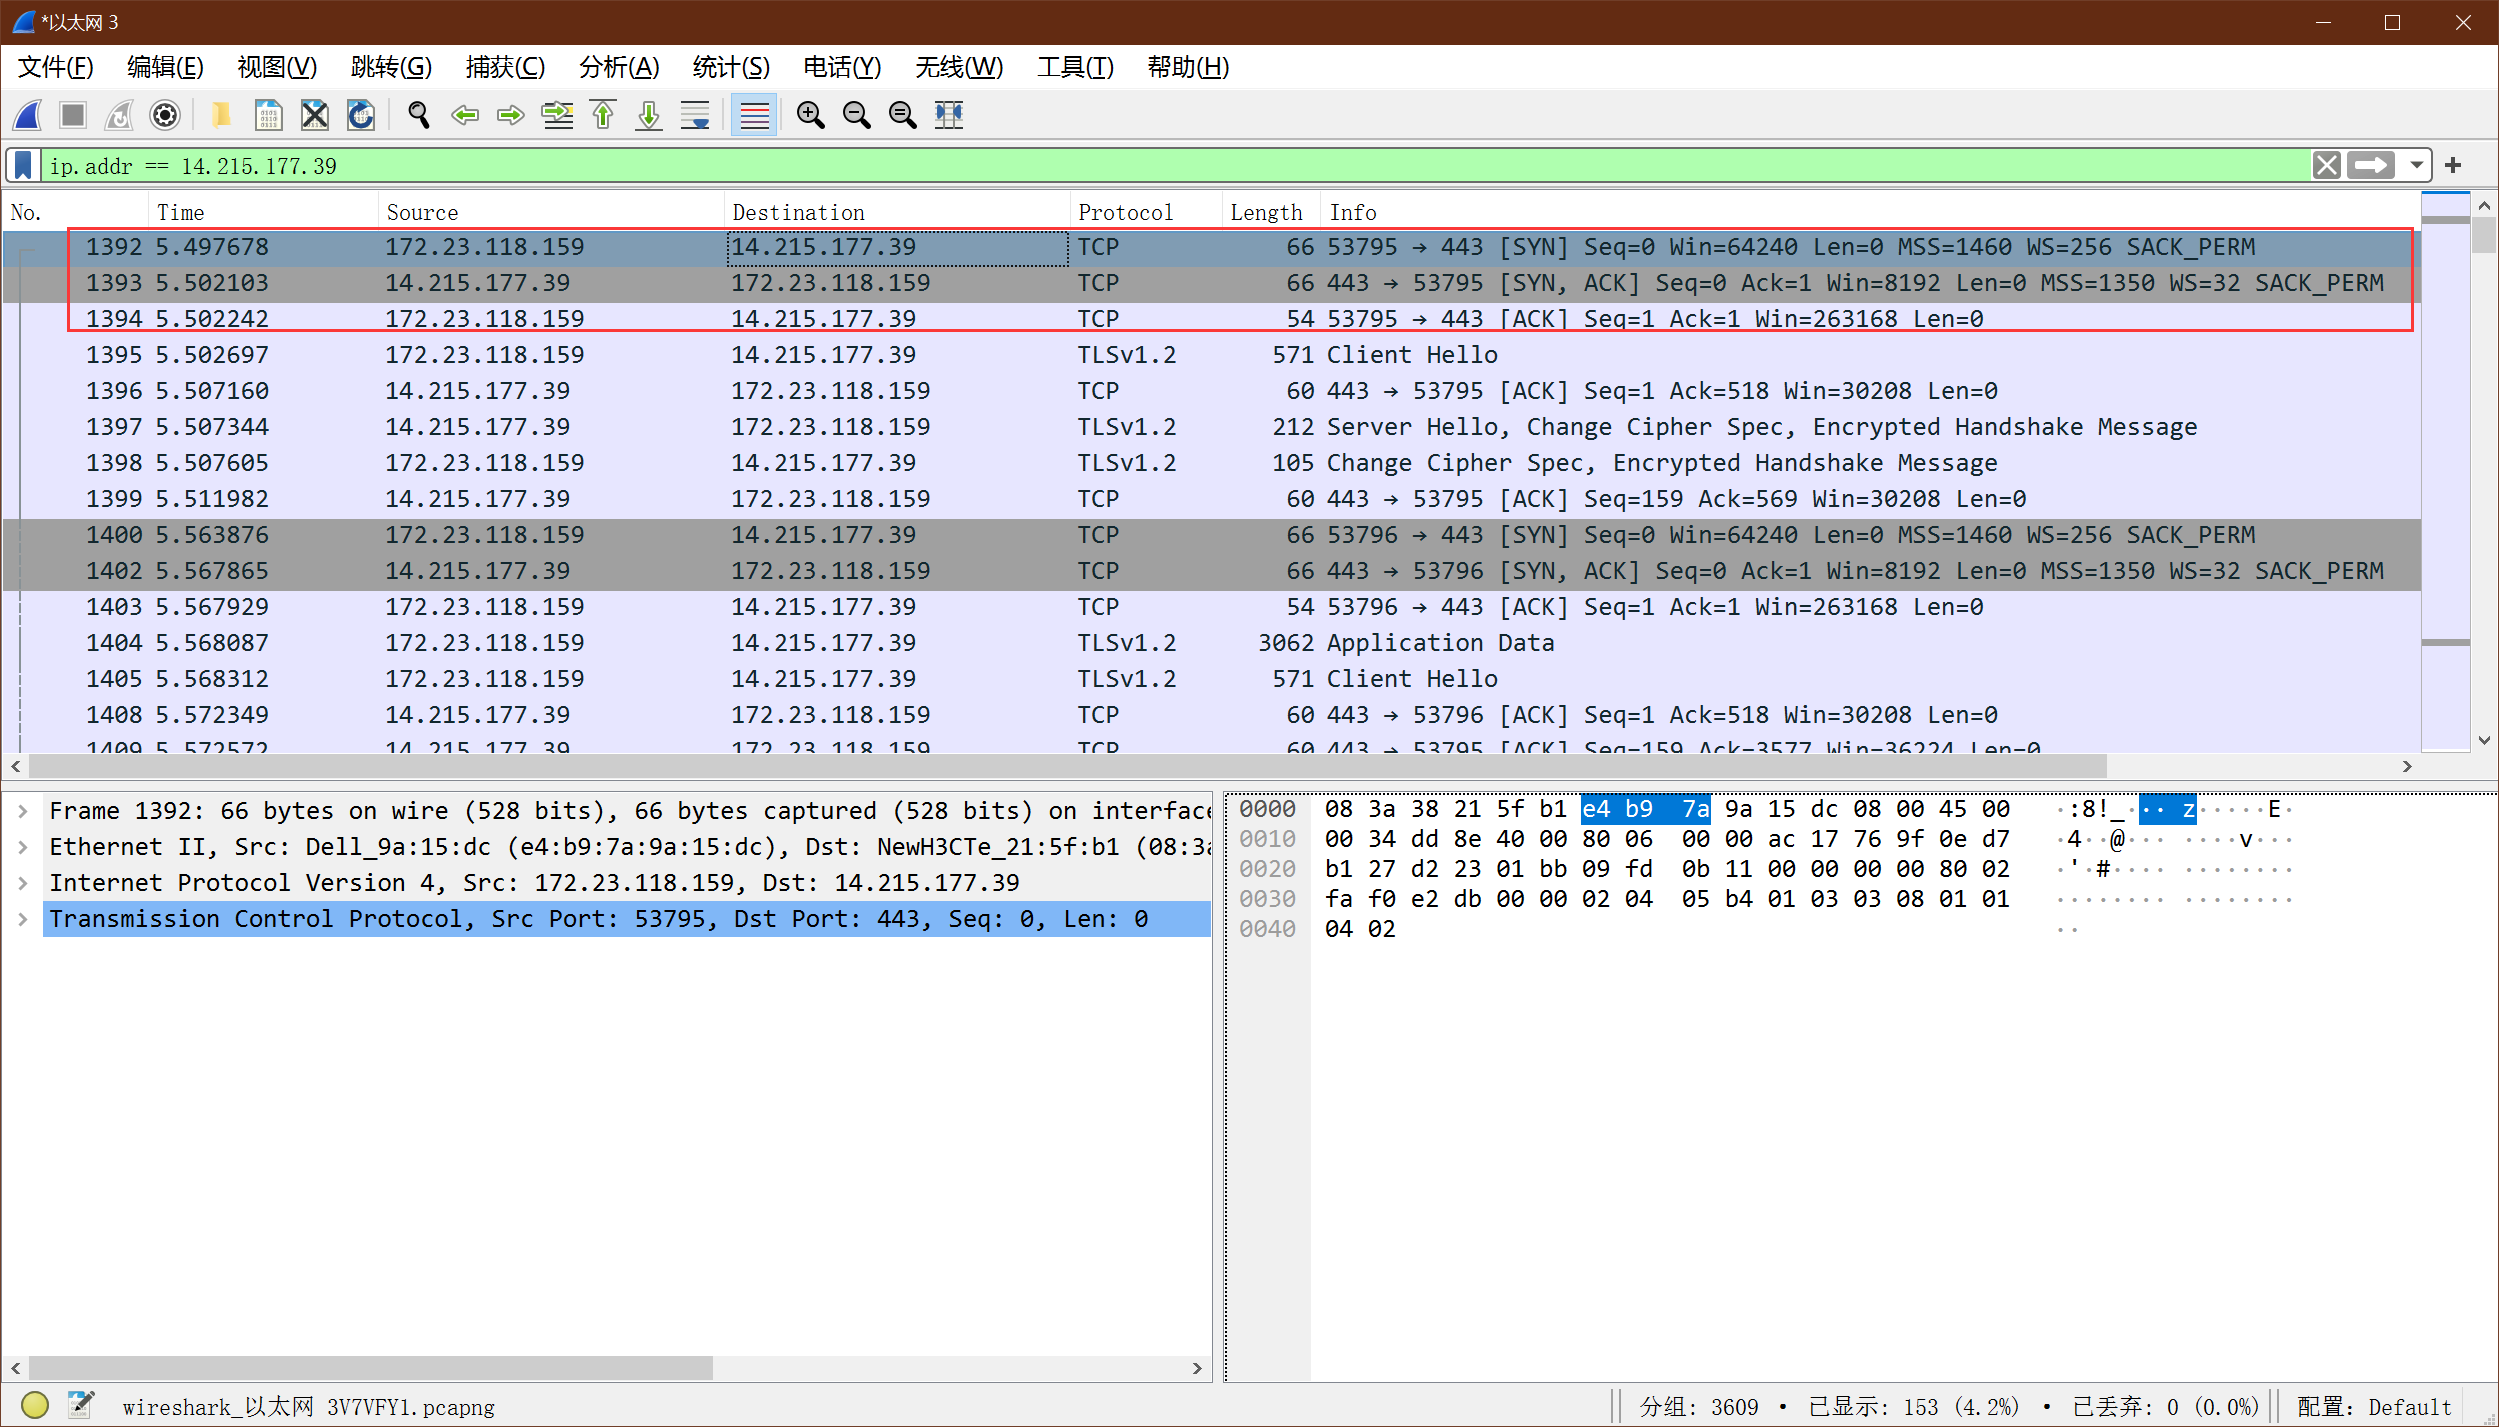 *以太网 3
文件(F) 编辑(E) 视图(V) 跳转(G) 捕获(C) 分析(A) 统计(S) 电话(Y) 无线(W) 工具(T) 帮助(H)
ip.addr == 14.215.177.39
No. Time Source Destination Protocol Length Info
1392 5.497678 172.23.118.159 14.215.177.39 TCP 66 53795 → 443 [SYN] Seq=0 Win=64240 Len=0 MSS=1460 WS=256 SACK_PERM
1393 5.502103 14.215.177.39 172.23.118.159 TCP 66 443 → 53795 [SYN, ACK] Seq=0 Ack=1 Win=8192 Len=0 MSS=1350 WS=32 SACK_PERM
1394 5.502242 172.23.118.159 14.215.177.39 TCP 54 53795 → 443 [ACK] Seq=1 Ack=1 Win=263168 Len=0
1395 5.502697 172.23.118.159 14.215.177.39 TLSv1.2 571 Client Hello
1396 5.507160 14.215.177.39 172.23.118.159 TCP 60 443 → 53795 [ACK] Seq=1 Ack=518 Win=30208 Len=0
1397 5.507344 14.215.177.39 172.23.118.159 TLSv1.2 212 Server Hello, Change Cipher Spec, Encrypted Handshake Message
1398 5.507605 172.23.118.159 14.215.177.39 TLSv1.2 105 Change Cipher Spec, Encrypted Handshake Message
1399 5.511982 14.215.177.39 172.23.118.159 TCP 60 443 → 53795 [ACK] Seq=159 Ack=569 Win=30208 Len=0
1400 5.563876 172.23.118.159 14.215.177.39 TCP 66 53796 → 443 [SYN] Seq=0 Win=64240 Len=0 MSS=1460 WS=256 SACK_PERM
1402 5.567865 14.215.177.39 172.23.118.159 TCP 66 443 → 53796 [SYN, ACK] Seq=0 Ack=1 Win=8192 Len=0 MSS=1350 WS=32 SACK_PERM
1403 5.567929 172.23.118.159 14.215.177.39 TCP 54 53796 → 443 [ACK] Seq=1 Ack=1 Win=263168 Len=0
1404 5.568087 172.23.118.159 14.215.177.39 TLSv1.2 3062 Application Data
1405 5.568312 172.23.118.159 14.215.177.39 TLSv1.2 571 Client Hello
1408 5.572349 14.215.177.39 172.23.118.159 TCP 60 443 → 53796 [ACK] Seq=1 Ack=518 Win=30208 Len=0
1409 5.572572 14.215.177.39 172.23.118.159 TCP 60 443 → 53795 [ACK] Seq=159 Ack=3577 Win=36224 Len=0
Frame 1392: 66 bytes on wire (528 bits), 66 bytes captured (528 bits) on interface
Ethernet II, Src: Dell_9a:15:dc (e4:b9:7a:9a:15:dc), Dst: NewH3CTe_21:5f:b1 (08:3a
Internet Protocol Version 4, Src: 172.23.118.159, Dst: 14.215.177.39
Transmission Control Protocol, Src Port: 53795, Dst Port: 443, Seq: 0, Len: 0
0000 08 3a 38 21 5f b1 e4 b9 7a 9a 15 dc 08 00 45 00 ·:8!_··· z·····E·
0010 00 34 dd 8e 40 00 80 06 00 00 ac 17 76 9f 0e d7 ·4··@··· ····v···
0020 b1 27 d2 23 01 bb 09 fd 0b 11 00 00 00 00 80 02 ·'·#···· ········
0030 fa f0 e2 db 00 00 02 04 05 b4 01 03 03 08 01 01 ········ ········
0040 04 02 ··
wireshark_以太网 3V7VFY1.pcapng 分组: 3609 · 已显示: 153 (4.2%) · 已丢弃: 0 (0.0%) 配置: Default